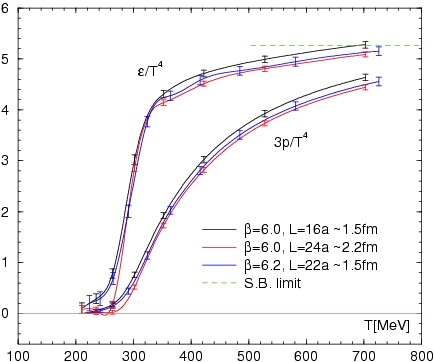 6
5
4
3
2
1
0
ε/T⁴
3p/T⁴
β=6.0, L=16a ~1.5fm
β=6.0, L=24a ~2.2fm
β=6.2, L=22a ~1.5fm
S.B. limit
T[MeV]
100 200 300 400 500 600 700 800